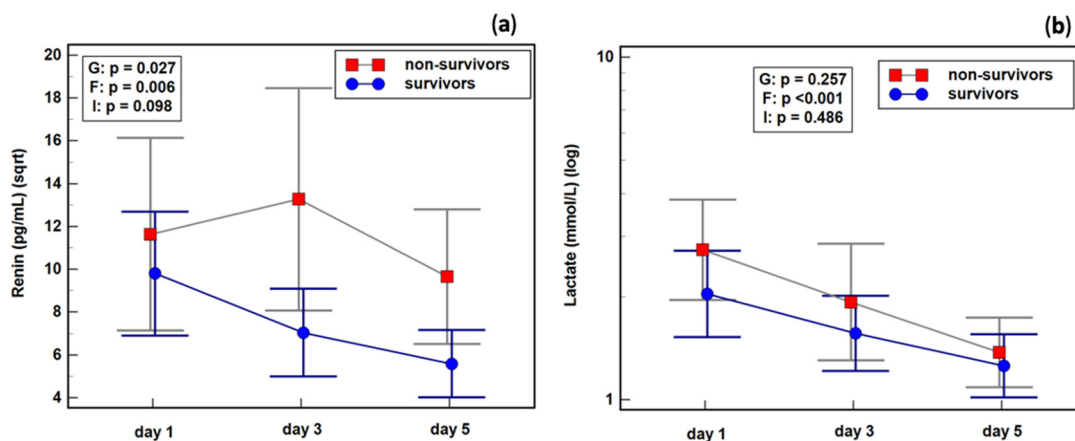 (a)
G: p = 0.027
F: p = 0.006
I: p = 0.098
non-survivors
survivors
Renin (pg/mL) (sqrt)
20
18
16
14
12
10
8
6
4
day 1
day 3
day 5
(b)
G: p = 0.257
F: p <0.001
I: p = 0.486
non-survivors
survivors
Lactate (mmol/L) (log)
10
1
day 1
day 3
day 5